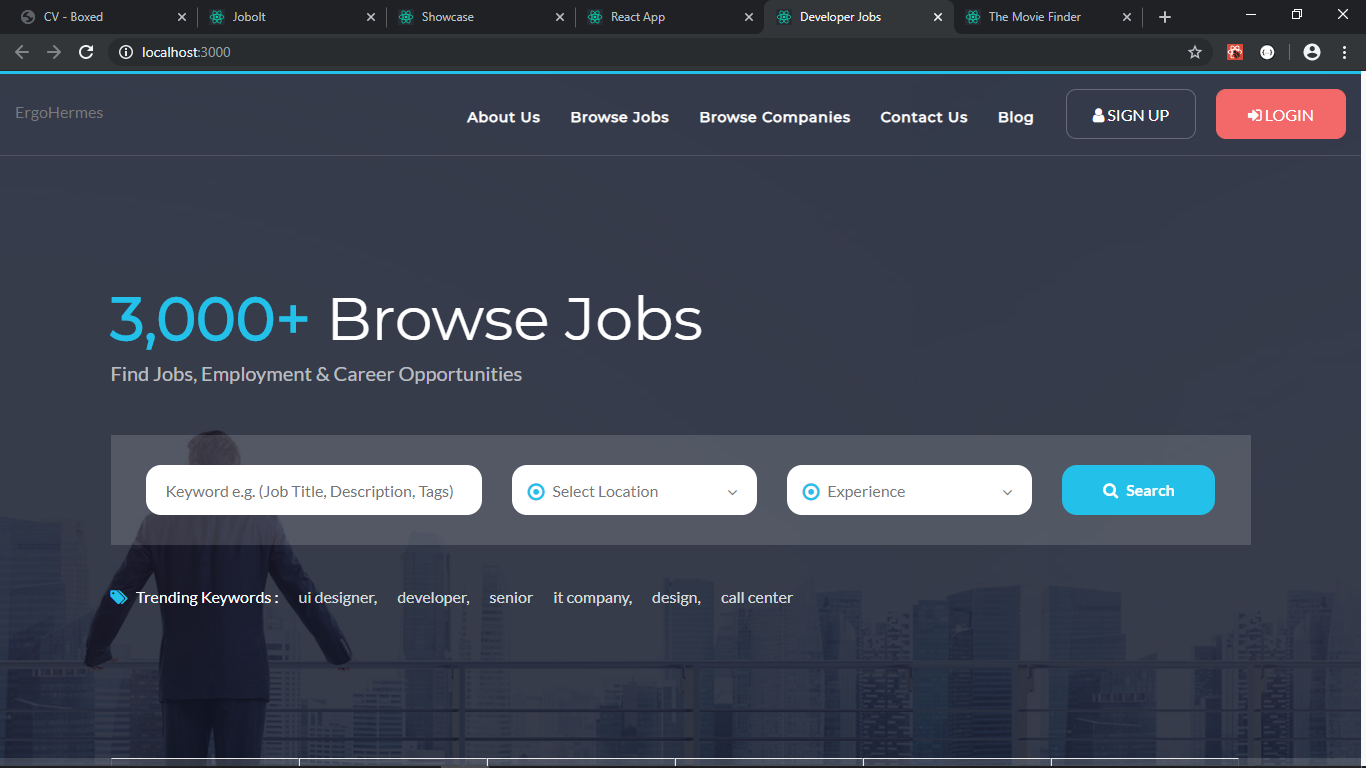 CV - Boxed
Jobolt
Showcase
React App
Developer Jobs
The Movie Finder
localhost:3000
ErgoHermes
About Us
Browse Jobs
Browse Companies
Contact Us
Blog
SIGN UP
LOGIN
3,000+ Browse Jobs
Find Jobs, Employment & Career Opportunities
Keyword e.g. (Job Title, Description, Tags)
Select Location
Experience
Search
Trending Keywords : ui designer, developer, senior it company, design, call center